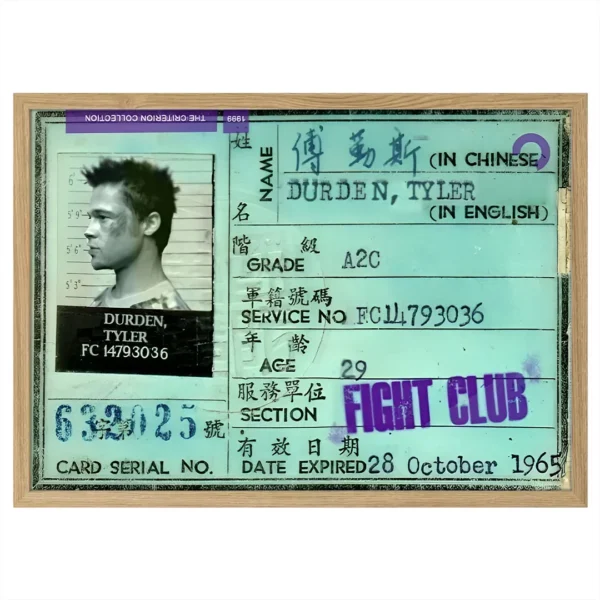 THE CRITERION COLLECTION
1999
姓名
NAME
傅勤斯
(IN CHINESE)
DURDEN, TYLER
(IN ENGLISH)
階級
GRADE
A2C
軍籍號碼
SERVICE NO
FC14793036
年齡
AGE
29
服務單位
SECTION
FIGHT CLUB
有效日期
DATE EXPIRED
28 October 1965
6'
5'9"
5'6"
5'3"
DURDEN,
TYLER
FC 14793036
632025 號
CARD SERIAL NO.